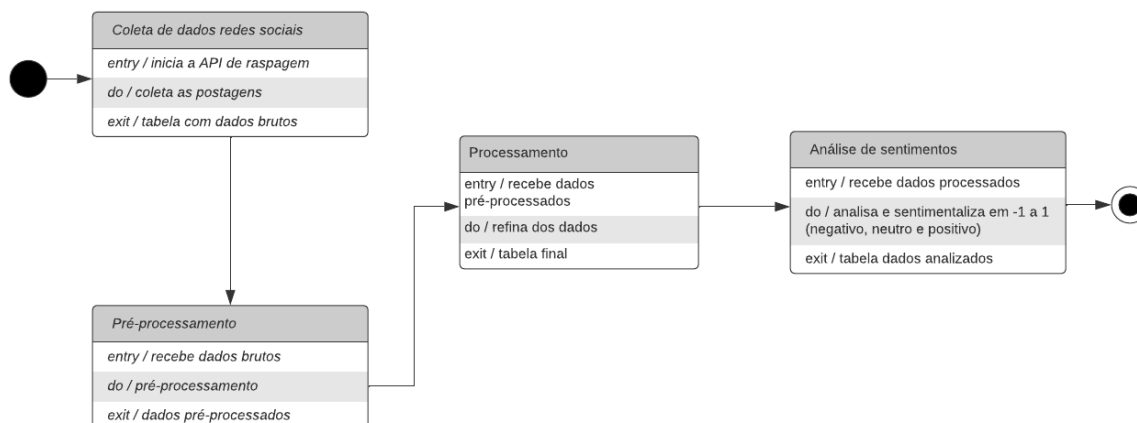 Coleta de dados redes sociais
entry / inicia a API de raspagem
do / coleta as postagens
exit / tabela com dados brutos
Pré-processamento
entry / recebe dados brutos
do / pré-processamento
exit / dados pré-processados
Processamento
entry / recebe dados
pré-processados
do / refina dos dados
exit / tabela final
Análise de sentimentos
entry / recebe dados processados
do / analisa e sentimentaliza em -1 a 1
(negativo, neutro e positivo)
exit / tabela dados analizados